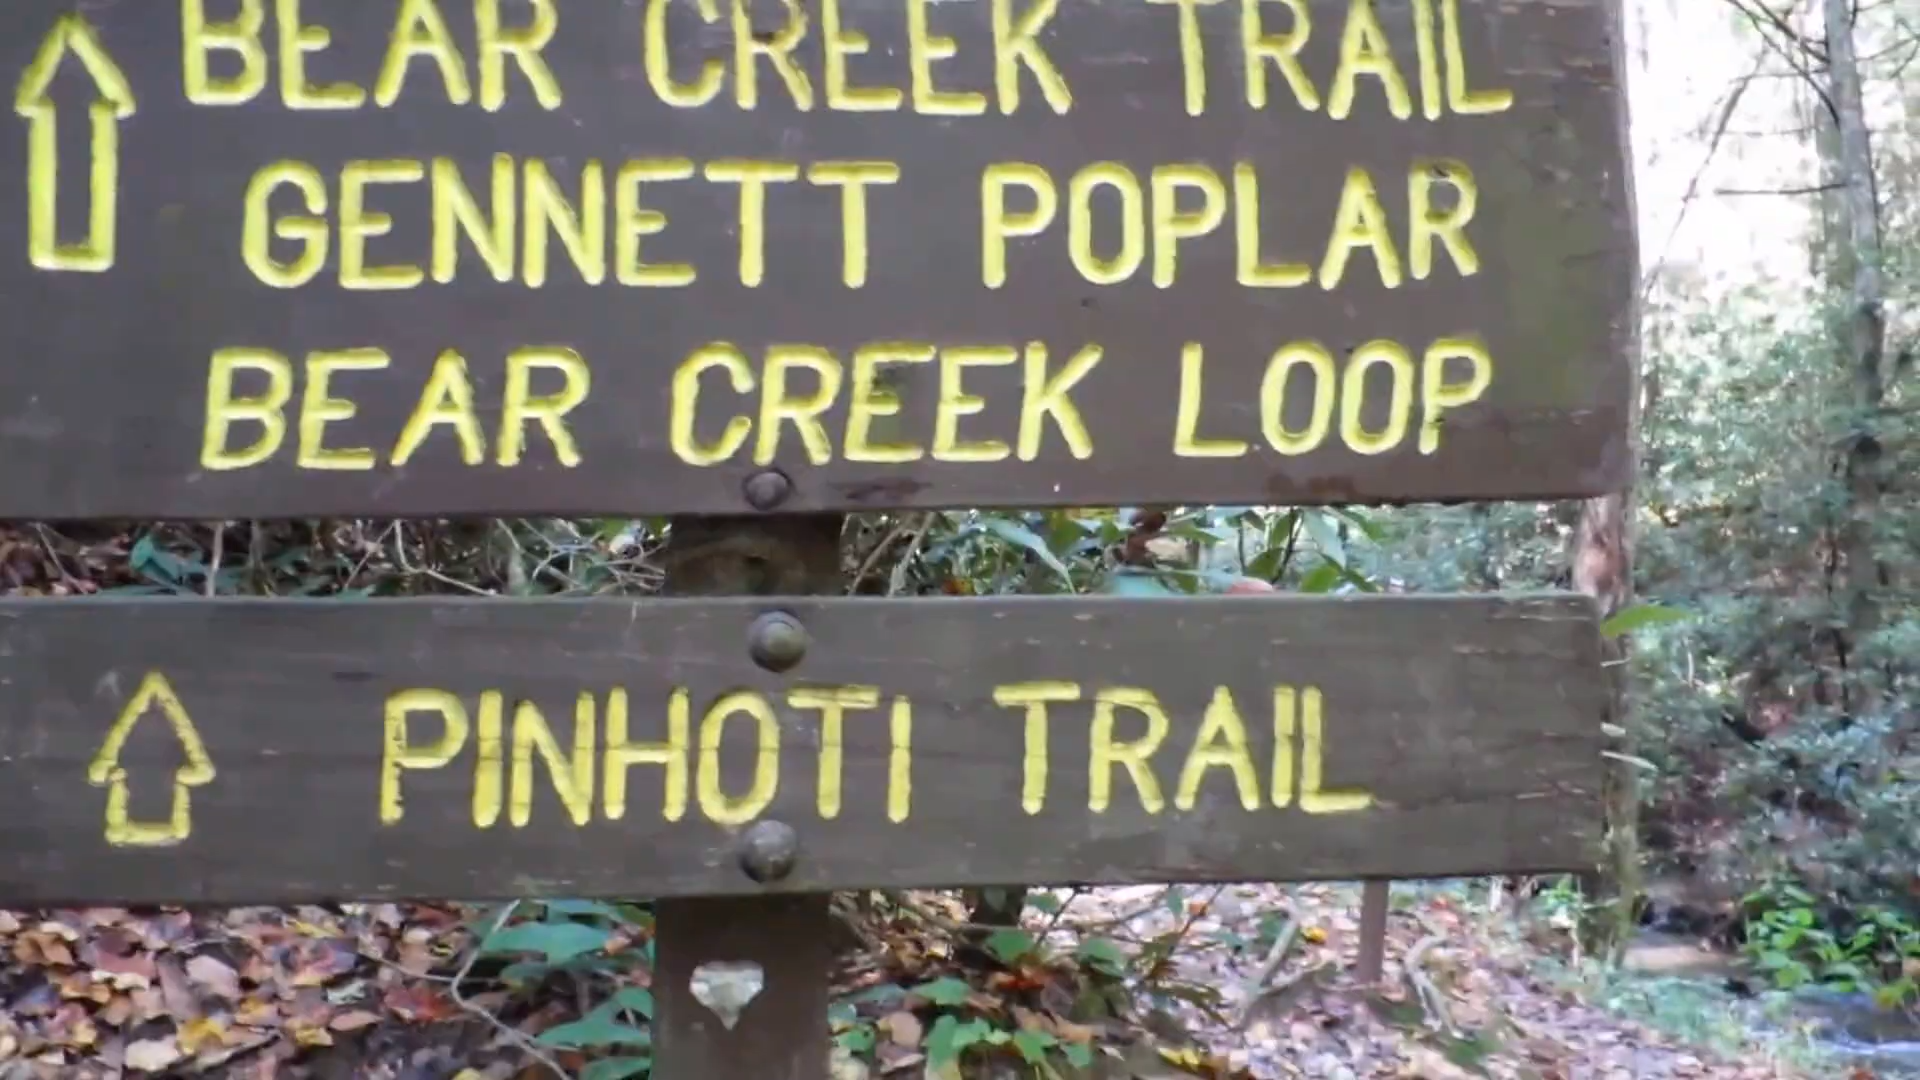 BEAR CREEK TRAIL
GENNETT POPLAR
BEAR CREEK LOOP
PINHOTI TRAIL